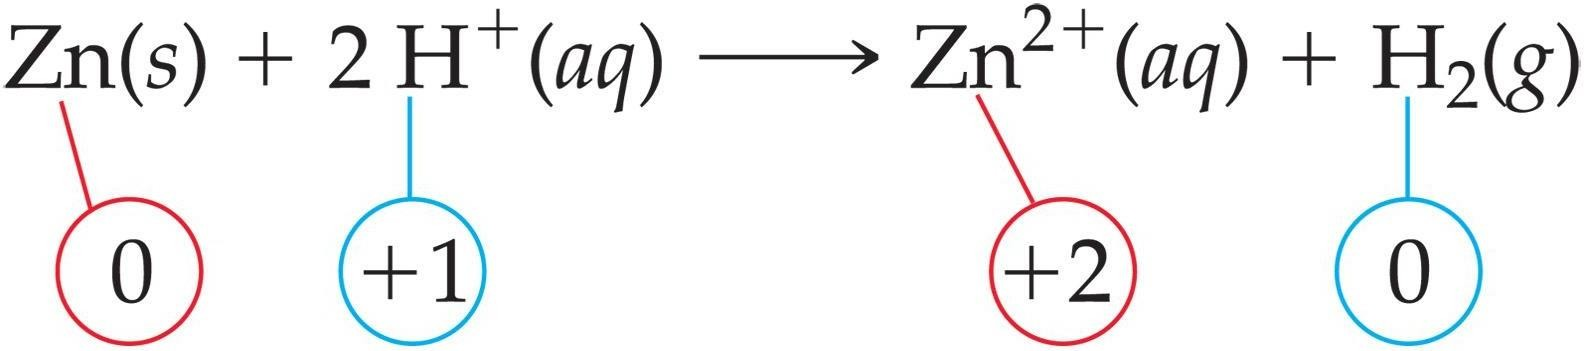 Zn(s) + 2 H⁺(aq) ⟶ Zn²⁺(aq) + H₂(g)
0 +1 +2 0